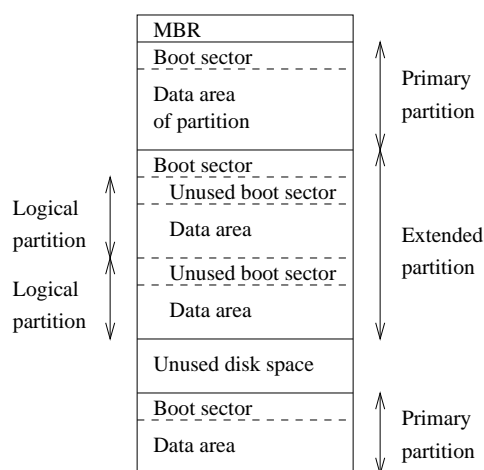 MBR
Boot sector
Data area
of partition
Primary
partition
Boot sector
Unused boot sector
Data area
Logical
partition
Unused boot sector
Data area
Logical
partition
Extended
partition
Unused disk space
Boot sector
Data area
Primary
partition